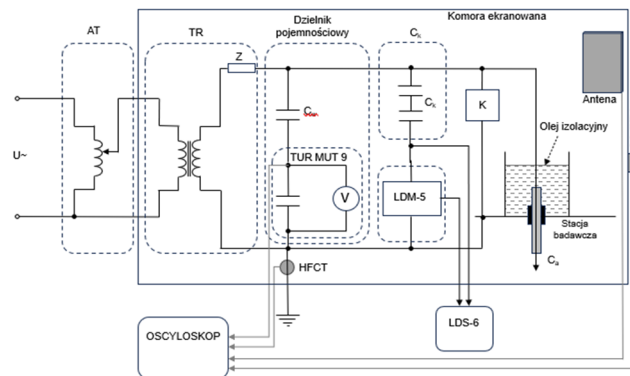 Komora ekranowana
Dzielnik
pojemnościowy
AT
TR
Cₖ
Z
Antena
Cₖ
K
Olej izolacyjny
U~
TUR MUT 9
V
LDM-5
Stacja
badawcza
Cₐ
HFCT
OSCYLOSKOP
LDS-6